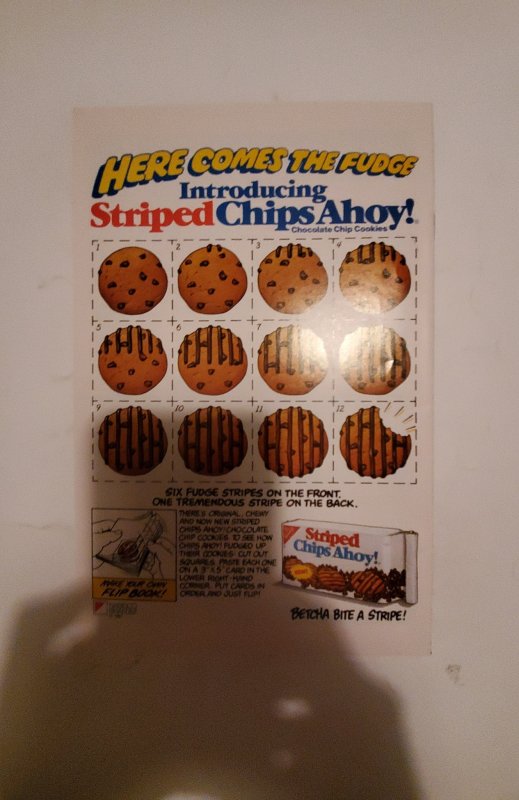 HERE COMES THE FUDGE
Introducing
Striped Chips Ahoy!
Chocolate Chip Cookies
1 2 3 4
5 6 7
9 10 11 12
SIX FUDGE STRIPES ON THE FRONT.
ONE TREMENDOUS STRIPE ON THE BACK.
THERE'S ORIGINAL, CHEWY
AND NOW NEW STRIPED
CHIPS AHOY! CHOCOLATE
CHIP COOKIES. TO SEE HOW
CHIPS AHOY! FUDGED UP
THEIR COOKIES: CUT OUT
SQUARES. PASTE EACH ONE
ON A 3" X 5" CARD IN THE
LOWER RIGHT-HAND
CORNER. PUT CARDS IN
ORDER, AND JUST FLIP!
MAKE YOUR OWN
FLIP BOOK!
Striped
Chips Ahoy!
BETCHA BITE A STRIPE!